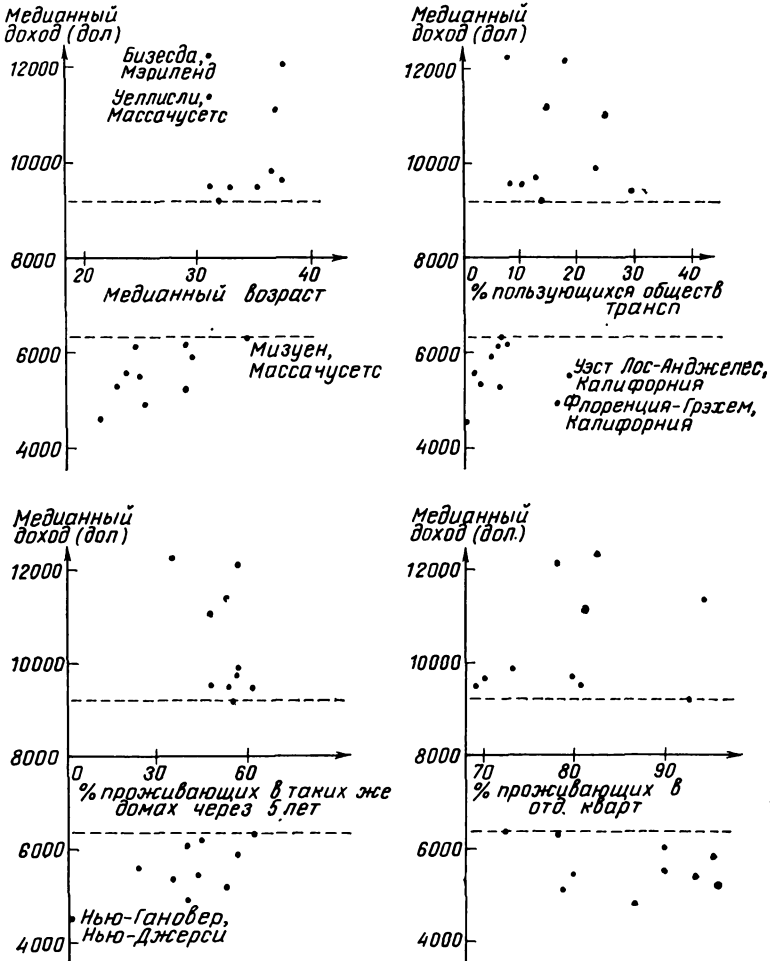 Медианный
доход (дол)
12000
10000
8000
6000
4000
Бизесда,
Мэриленд
Уеллисли,
Массачусетс
20 30 40
Медианный возраст
Мизуен,
Массачусетс
Медианный
доход (дол)
12000
10000
8000
6000
4000
0 10 20 30 40
% пользующихся обществ
трансп
Уэст Лос-Анджелес,
Калифорния
Флоренция-Грэхем,
Калифорния
Медианный
доход (дол)
12000
10000
8000
6000
4000
0 30 60
% проживающих в таких же
домах через 5 лет
Нью-Гановер,
Нью-Джерси
Медианный
доход (дол.)
12000
10000
8000
6000
4000
70 80 90
% проживающих в
отд. кварт